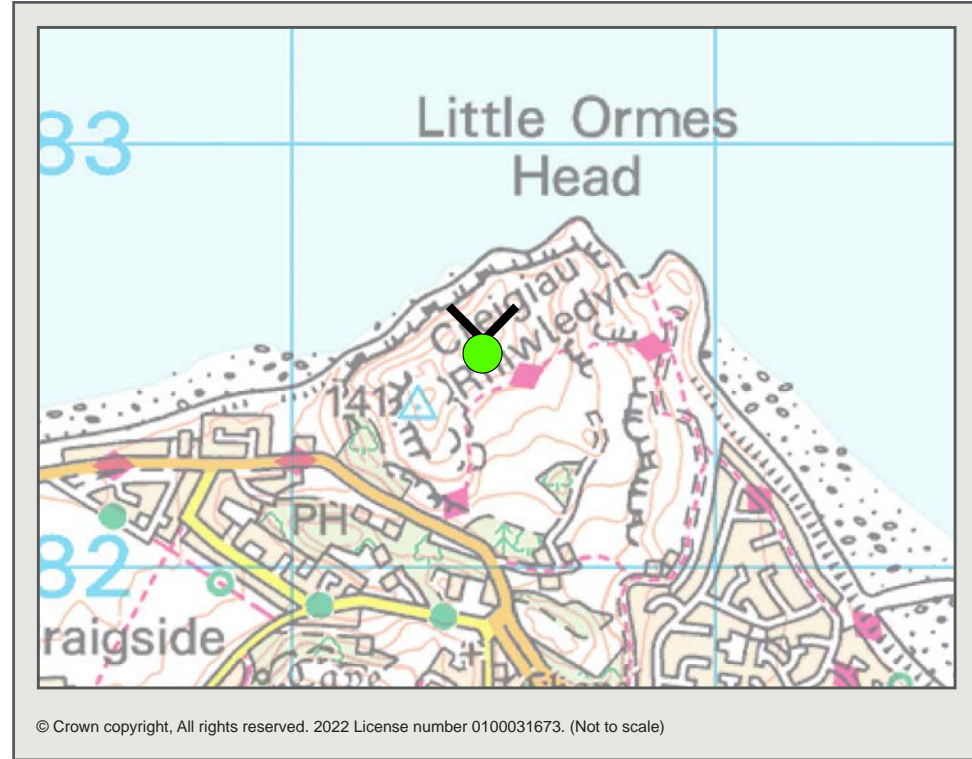 Little Ormes
83
Head
Creigiau
Rhiwledyn
141
PH
82
raigside
Cave
© Crown copyright, All rights reserved. 2022 License number 0100031673. (Not to scale)